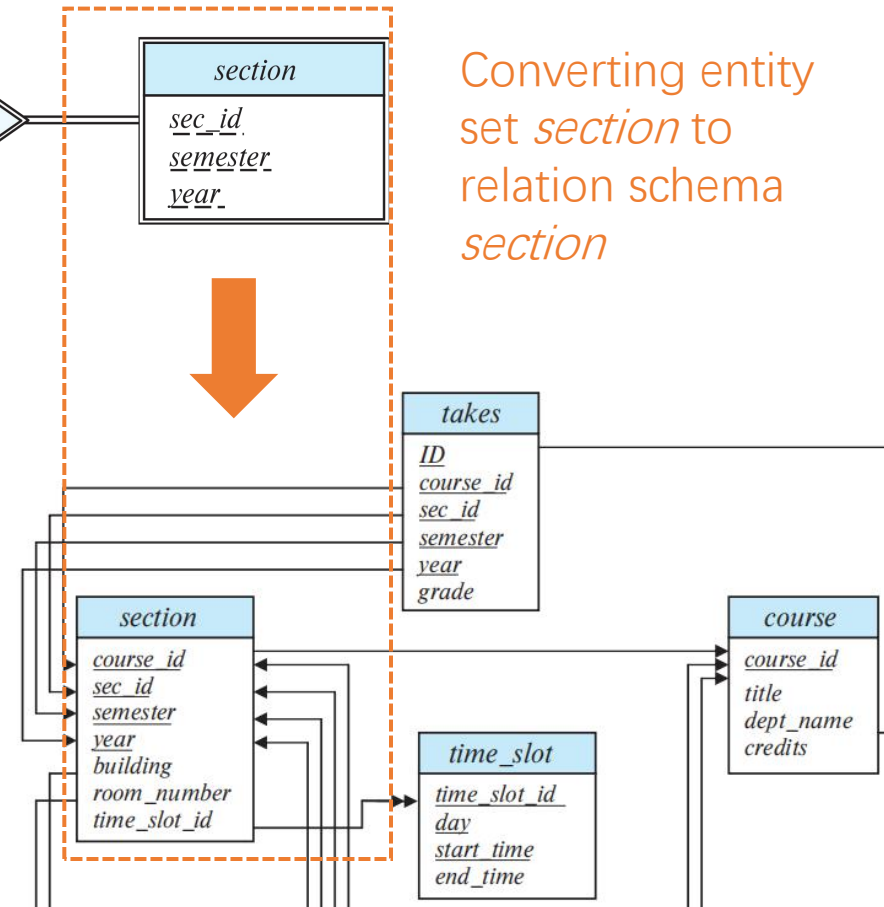 section
sec_id
semester
year
Converting entity
set section to
relation schema
section
takes
ID
course_id
sec_id
semester
year
grade
section
course_id
sec_id
semester
year
building
room_number
time_slot_id
time_slot
time_slot_id
day
start_time
end_time
course
course_id
title
dept_name
credits